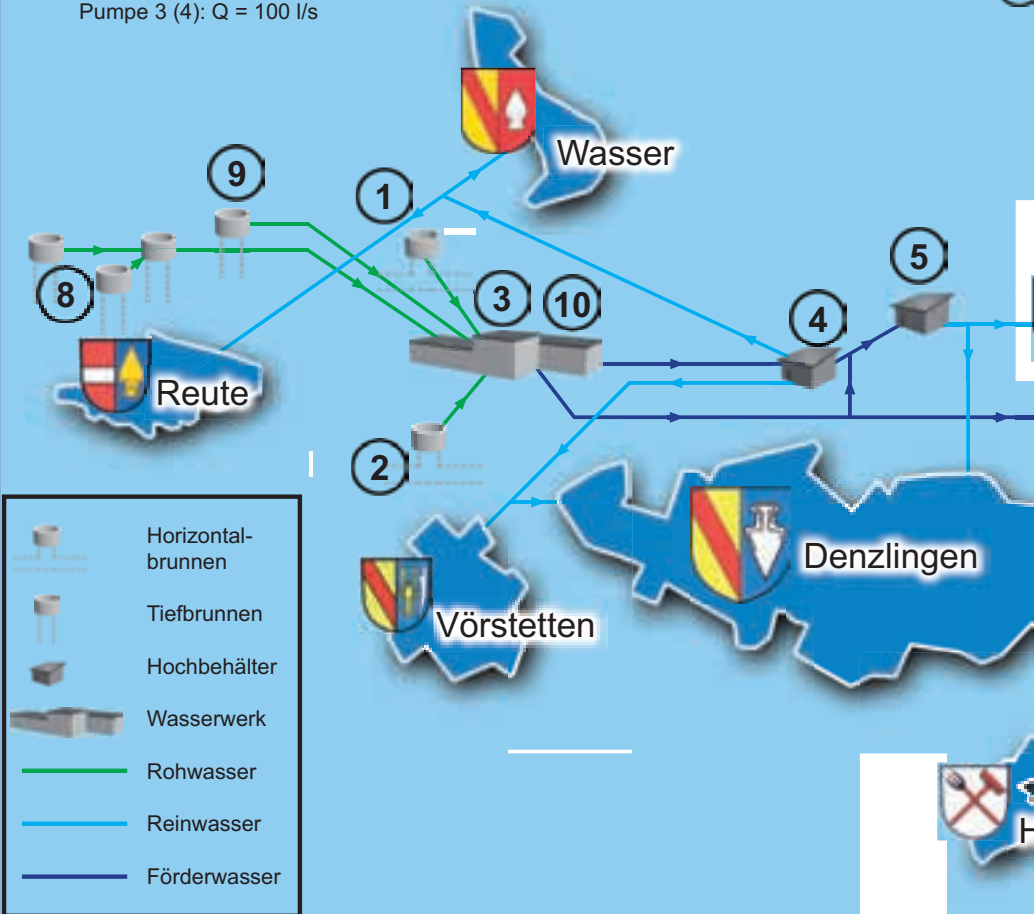 Pumpe 3 (4): Q = 100 l/s
Wasser
9
1
5
8
3
10
4
Reute
2
Denzlingen
Vörstetten
Horizontal-
brunnen
Tiefbrunnen
Hochbehälter
Wasserwerk
Rohwasser
Reinwasser
Förderwasser
H